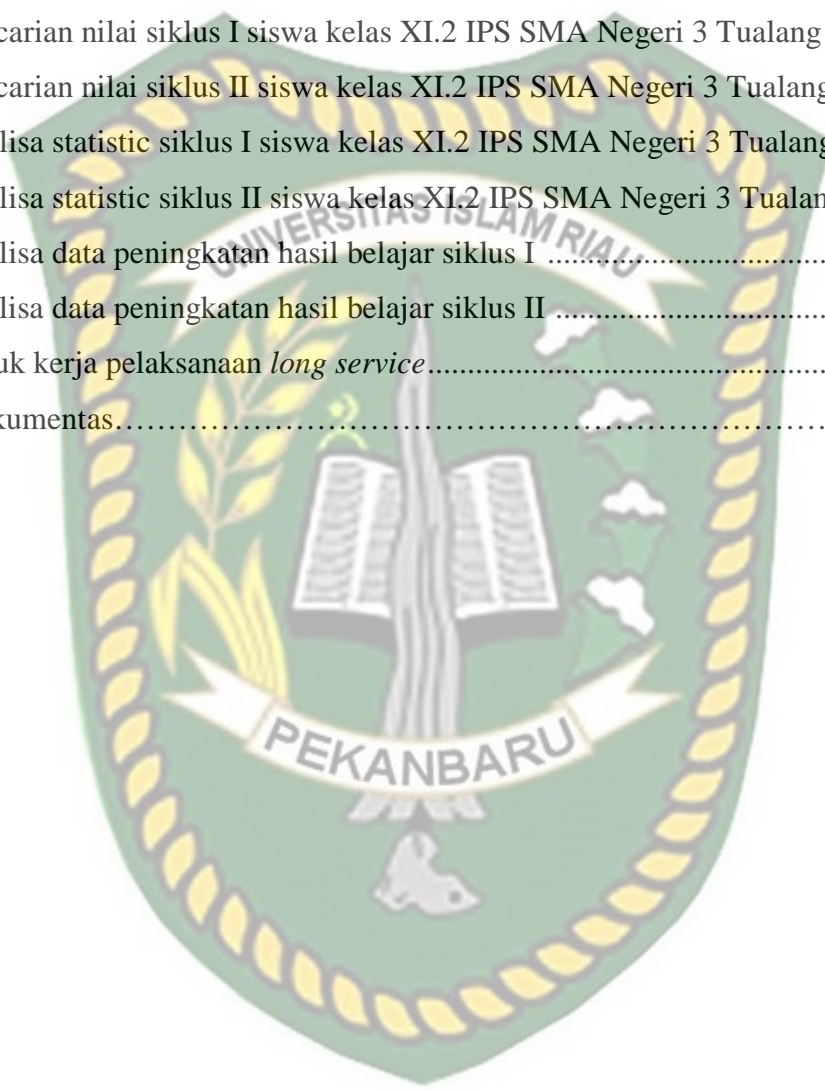 carian nilai siklus I siswa kelas XI.2 IPS SMA Negeri 3 Tualang
carian nilai siklus II siswa kelas XI.2 IPS SMA Negeri 3 Tualang
lisa statistic siklus I siswa kelas XI.2 IPS SMA Negeri 3 Tualang
lisa statistic siklus II siswa kelas XI.2 IPS SMA Negeri 3 Tualan
UNIVERSITAS ISLAM RIAU
lisa data peningkatan hasil belajar siklus I ....................................
lisa data peningkatan hasil belajar siklus II ...................................
uk kerja pelaksanaan long service...................................................
kumentas…………………………………………………………
PEKANBARU